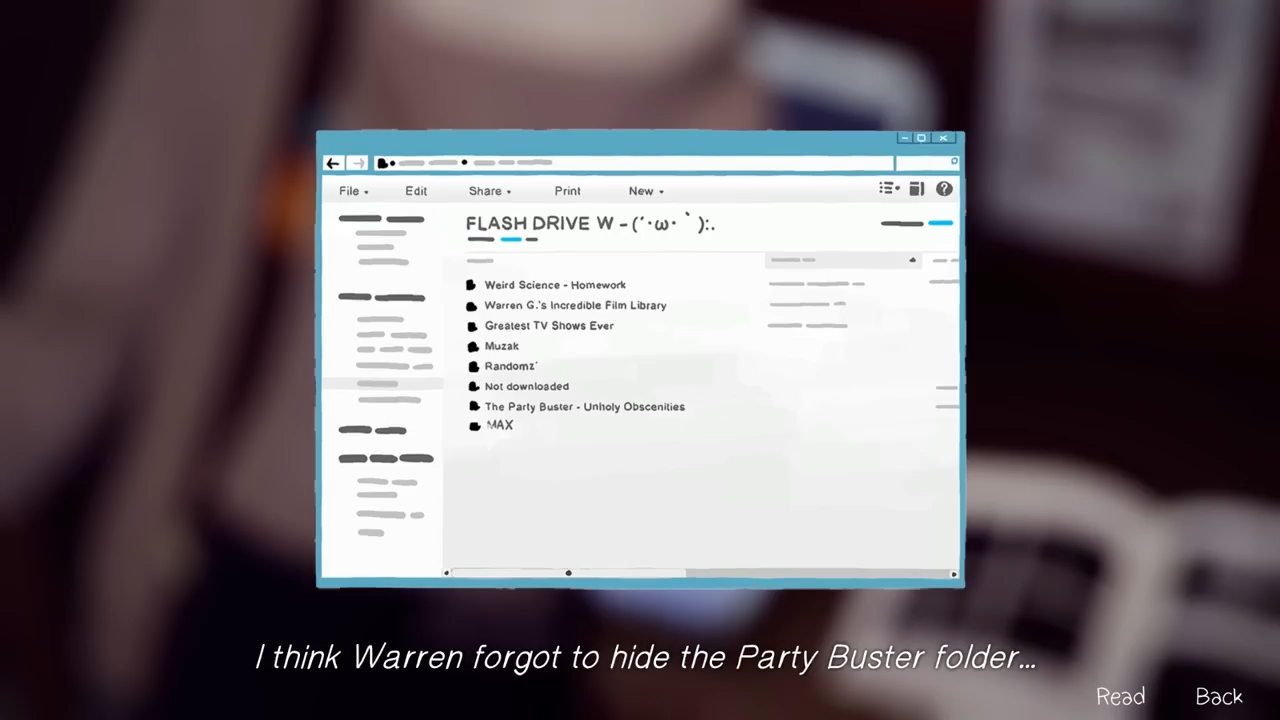 File Edit Share Print New ?
FLASH DRIVE W -(´·ω·`):.
Weird Science - Homework
Warren G.'s Incredible Film Library
Greatest TV Shows Ever
Muzak
Randomz'
Not downloaded
The Party Buster - Unholy Obscenities
MAX
I think Warren forgot to hide the Party Buster folder...
Read Back